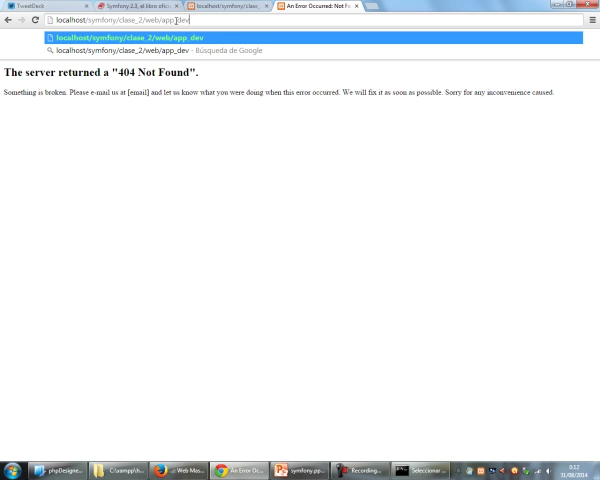 TweetDeck
Symfony 2.3, el libro ofici
localhost/symfony/clase_
An Error Occurred: Not Fo
localhost/symfony/clase_2/web/app_dev
localhost/symfony/clase_2/web/app_dev
localhost/symfony/clase_2/web/app_dev - Búsqueda de Google
The server returned a "404 Not Found".
Something is broken. Please e-mail us at [email] and let us know what you were doing when this error occurred. We will fix it as soon as possible. Sorry for any inconvenience caused.
phpDesigne...
C:\xampp\h...
.:: Web Mas...
An Error Oc...
symfony.pp...
Recording...
Seleccionar ...
0:12
31/08/2014